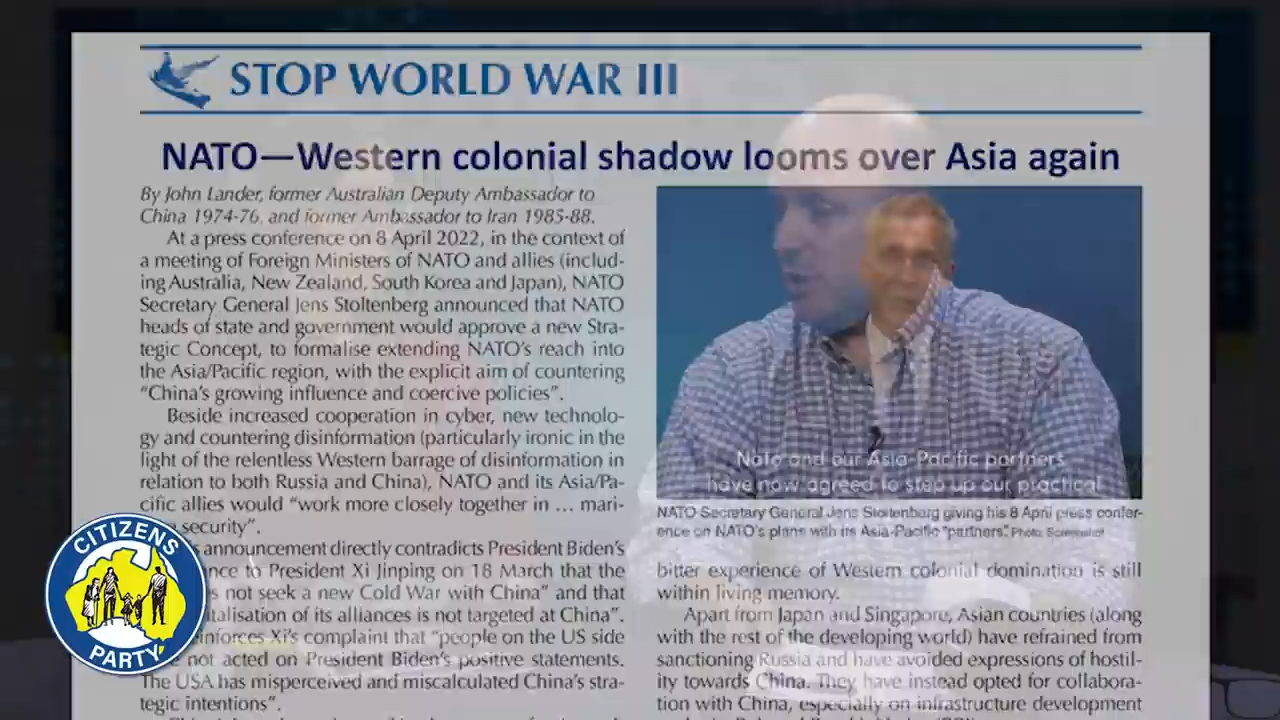 STOP WORLD WAR III
NATO—Western colonial shadow looms over Asia again
By John Lander, former Australian Deputy Ambassador to
China 1974-76, and former Ambassador to Iran 1985-88.
At a press conference on 8 April 2022, in the context of
a meeting of Foreign Ministers of NATO and allies (includ-
ing Australia, New Zealand, South Korea and Japan), NATO
Secretary General Jens Stoltenberg announced that NATO
heads of state and government would approve a new Stra-
tegic Concept, to formalise extending NATO's reach into
the Asia/Pacific region, with the explicit aim of countering
“China's growing influence and coercive policies”.
Beside increased cooperation in cyber, new technolo-
gy and countering disinformation (particularly ironic in the
light of the relentless Western barrage of disinformation in
relation to both Russia and China), NATO and its Asia/Pa-
cific allies would “work more closely together in … mari-
security”.
announcement directly contradicts President Biden's
to President Xi Jinping on 18 March that the
not seek a new Cold War with China” and that
of its alliances is not targeted at China”.
Xi's complaint that “people on the US side
not acted on President Biden's positive statements.
The USA has misperceived and miscalculated China's stra-
tegic intentions”.
Nato and our Asia-Pacific partners
have now agreed to step up our practical
NATO Secretary General Jens Stoltenberg giving his 8 April press confer-
ence on NATO's plans with its Asia-Pacific “partners”. Photo: Screenshot
bitter experience of Western colonial domination is still
within living memory.
Apart from Japan and Singapore, Asian countries (along
with the rest of the developing world) have refrained from
sanctioning Russia and have avoided expressions of hostil-
ity towards China. They have instead opted for collabora-
tion with China, especially on infrastructure development
CITIZENS
PARTY